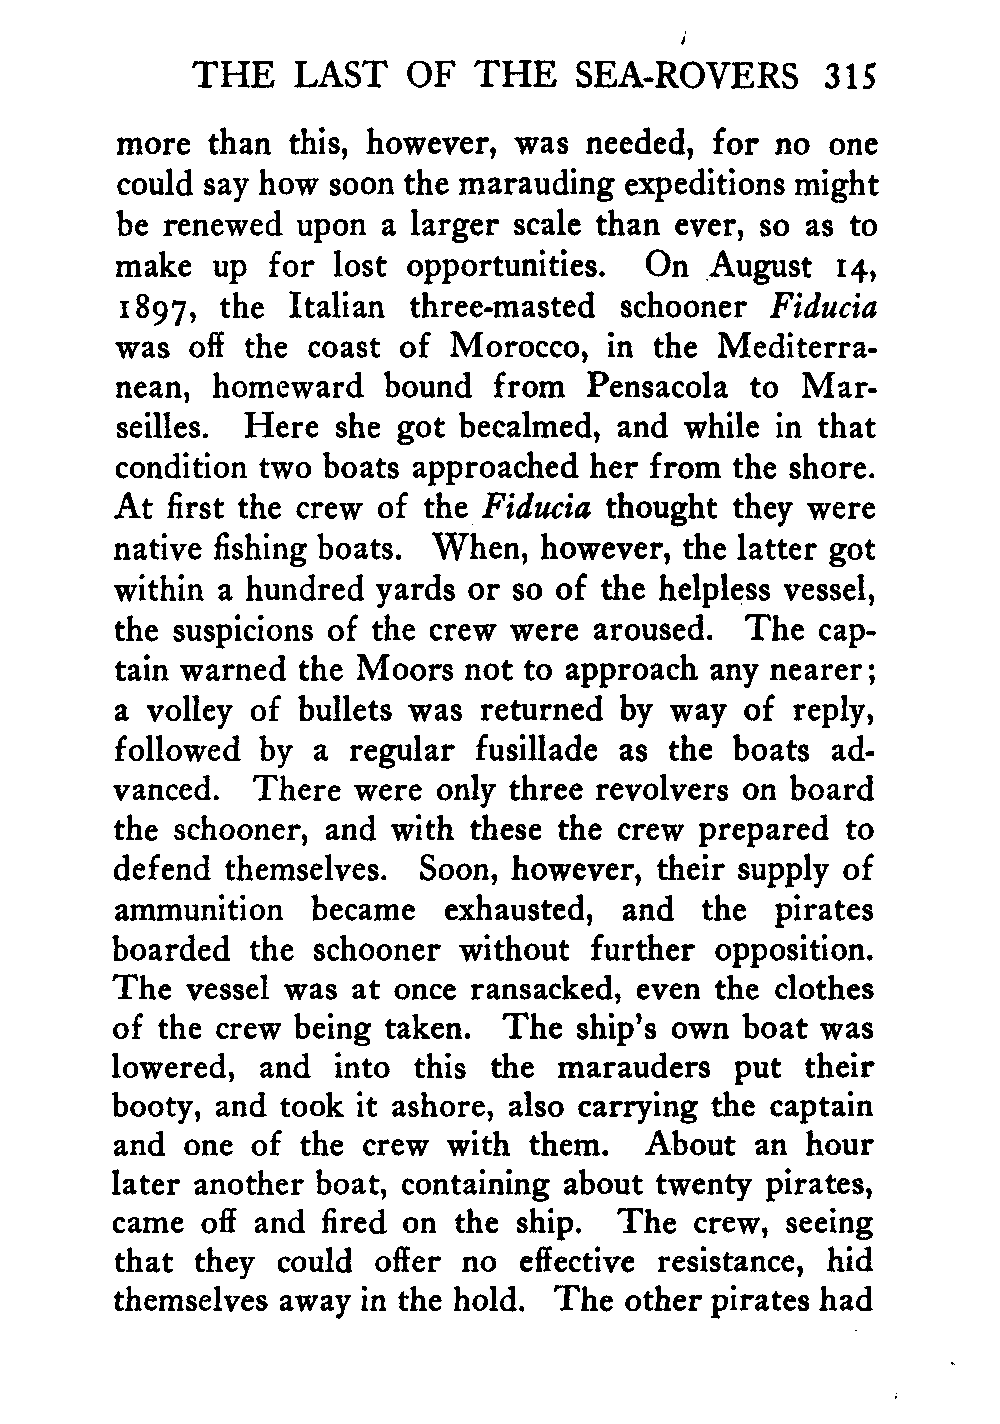 THE LAST OF THE SEA-ROVERS 315
more than this, however, was needed, for no one
could say how soon the marauding expeditions might
be renewed upon a larger scale than ever, so as to
make up for lost opportunities. On August 14,
1897, the Italian three-masted schooner Fiducia
was off the coast of Morocco, in the Mediterra-
nean, homeward bound from Pensacola to Mar-
seilles. Here she got becalmed, and while in that
condition two boats approached her from the shore.
At first the crew of the Fiducia thought they were
native fishing boats. When, however, the latter got
within a hundred yards or so of the helpless vessel,
the suspicions of the crew were aroused. The cap-
tain warned the Moors not to approach any nearer;
a volley of bullets was returned by way of reply,
followed by a regular fusillade as the boats ad-
vanced. There were only three revolvers on board
the schooner, and with these the crew prepared to
defend themselves. Soon, however, their supply of
ammunition became exhausted, and the pirates
boarded the schooner without further opposition.
The vessel was at once ransacked, even the clothes
of the crew being taken. The ship's own boat was
lowered, and into this the marauders put their
booty, and took it ashore, also carrying the captain
and one of the crew with them. About an hour
later another boat, containing about twenty pirates,
came off and fired on the ship. The crew, seeing
that they could offer no effective resistance, hid
themselves away in the hold. The other pirates had